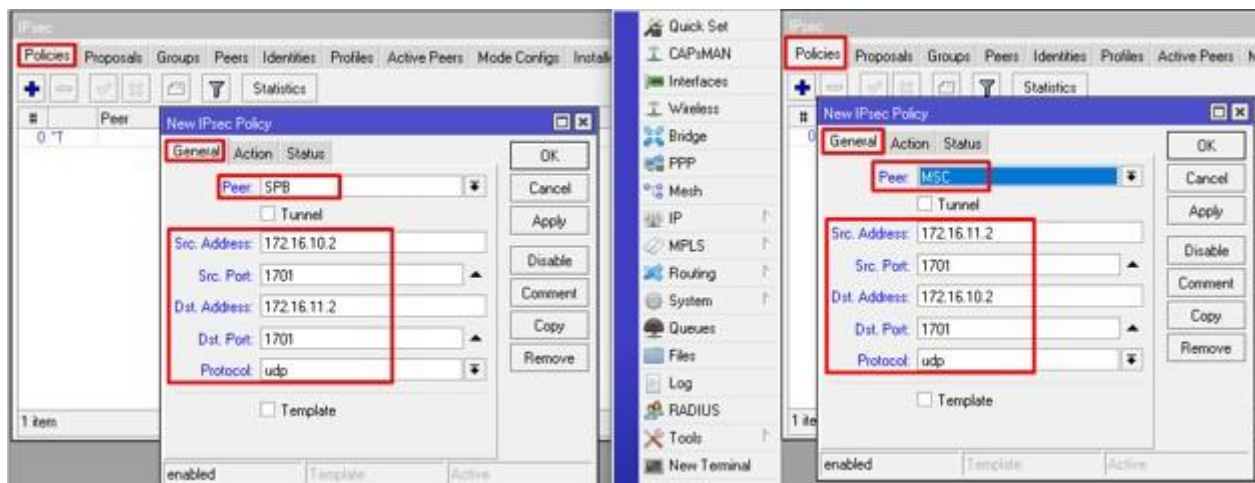 IPsec
Policies Proposals Groups Peers Identities Profiles Active Peers Mode Configs Install
Statistics
# Peer
0 *T
New IPsec Policy
General Action Status
Peer: SPB
Tunnel
Src. Address: 172.16.10.2
Src. Port: 1701
Dst. Address: 172.16.11.2
Dst. Port: 1701
Protocol: udp
Template
OK
Cancel
Apply
Disable
Comment
Copy
Remove
enabled Template Active
1 item
Quick Set
CAPsMAN
Interfaces
Wireless
Bridge
PPP
Mesh
IP
MPLS
Routing
System
Queues
Files
Log
RADIUS
Tools
New Terminal
IPsec
Policies Proposals Groups Peers Identities Profiles Active Peers
Statistics
#
0
New IPsec Policy
General Action Status
Peer: MSC
Tunnel
Src. Address: 172.16.11.2
Src. Port: 1701
Dst. Address: 172.16.10.2
Dst. Port: 1701
Protocol: udp
Template
OK
Cancel
Apply
Disable
Comment
Copy
Remove
enabled Template Active
1 ite